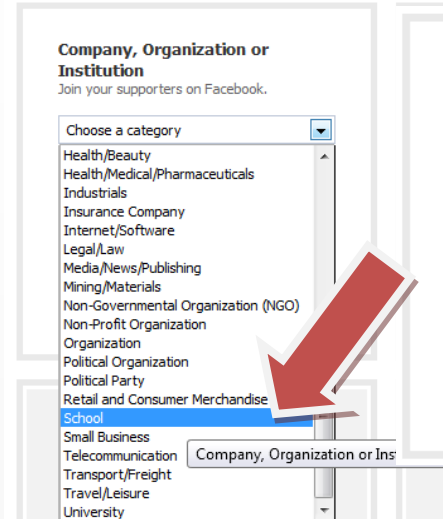 Company, Organization or
Institution
Join your supporters on Facebook.
Choose a category
Health/Beauty
Health/Medical/Pharmaceuticals
Industrials
Insurance Company
Internet/Software
Legal/Law
Media/News/Publishing
Mining/Materials
Non-Governmental Organization (NGO)
Non-Profit Organization
Organization
Political Organization
Political Party
Retail and Consumer Merchandise
School
Small Business
Telecommunication
Company, Organization or Ins
Transport/Freight
Travel/Leisure
University